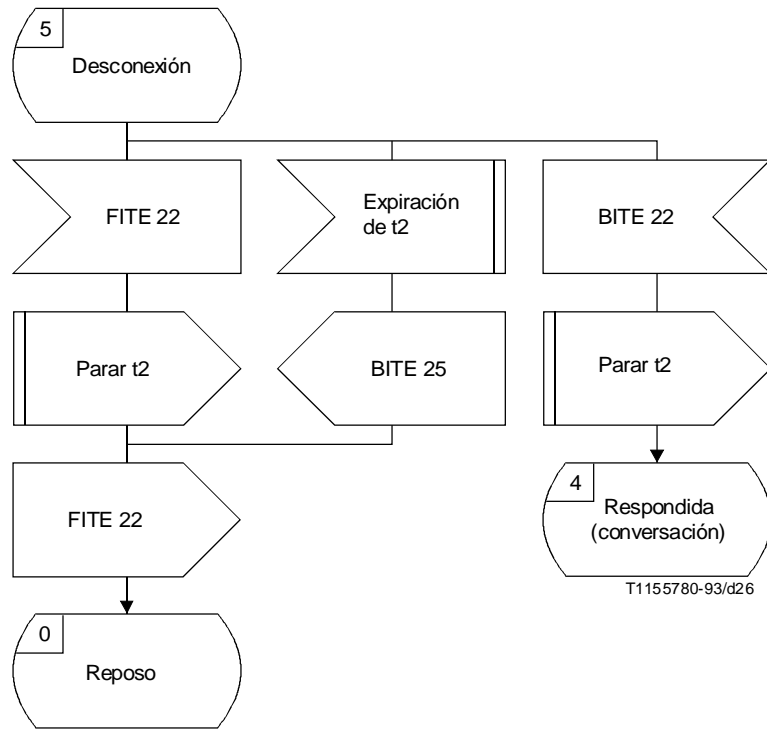 5
Desconexión
FITE 22
Expiración
de t2
BITE 22
Parar t2
BITE 25
Parar t2
FITE 22
4
Respondida
(conversación)
T1155780-93/d26
0
Reposo